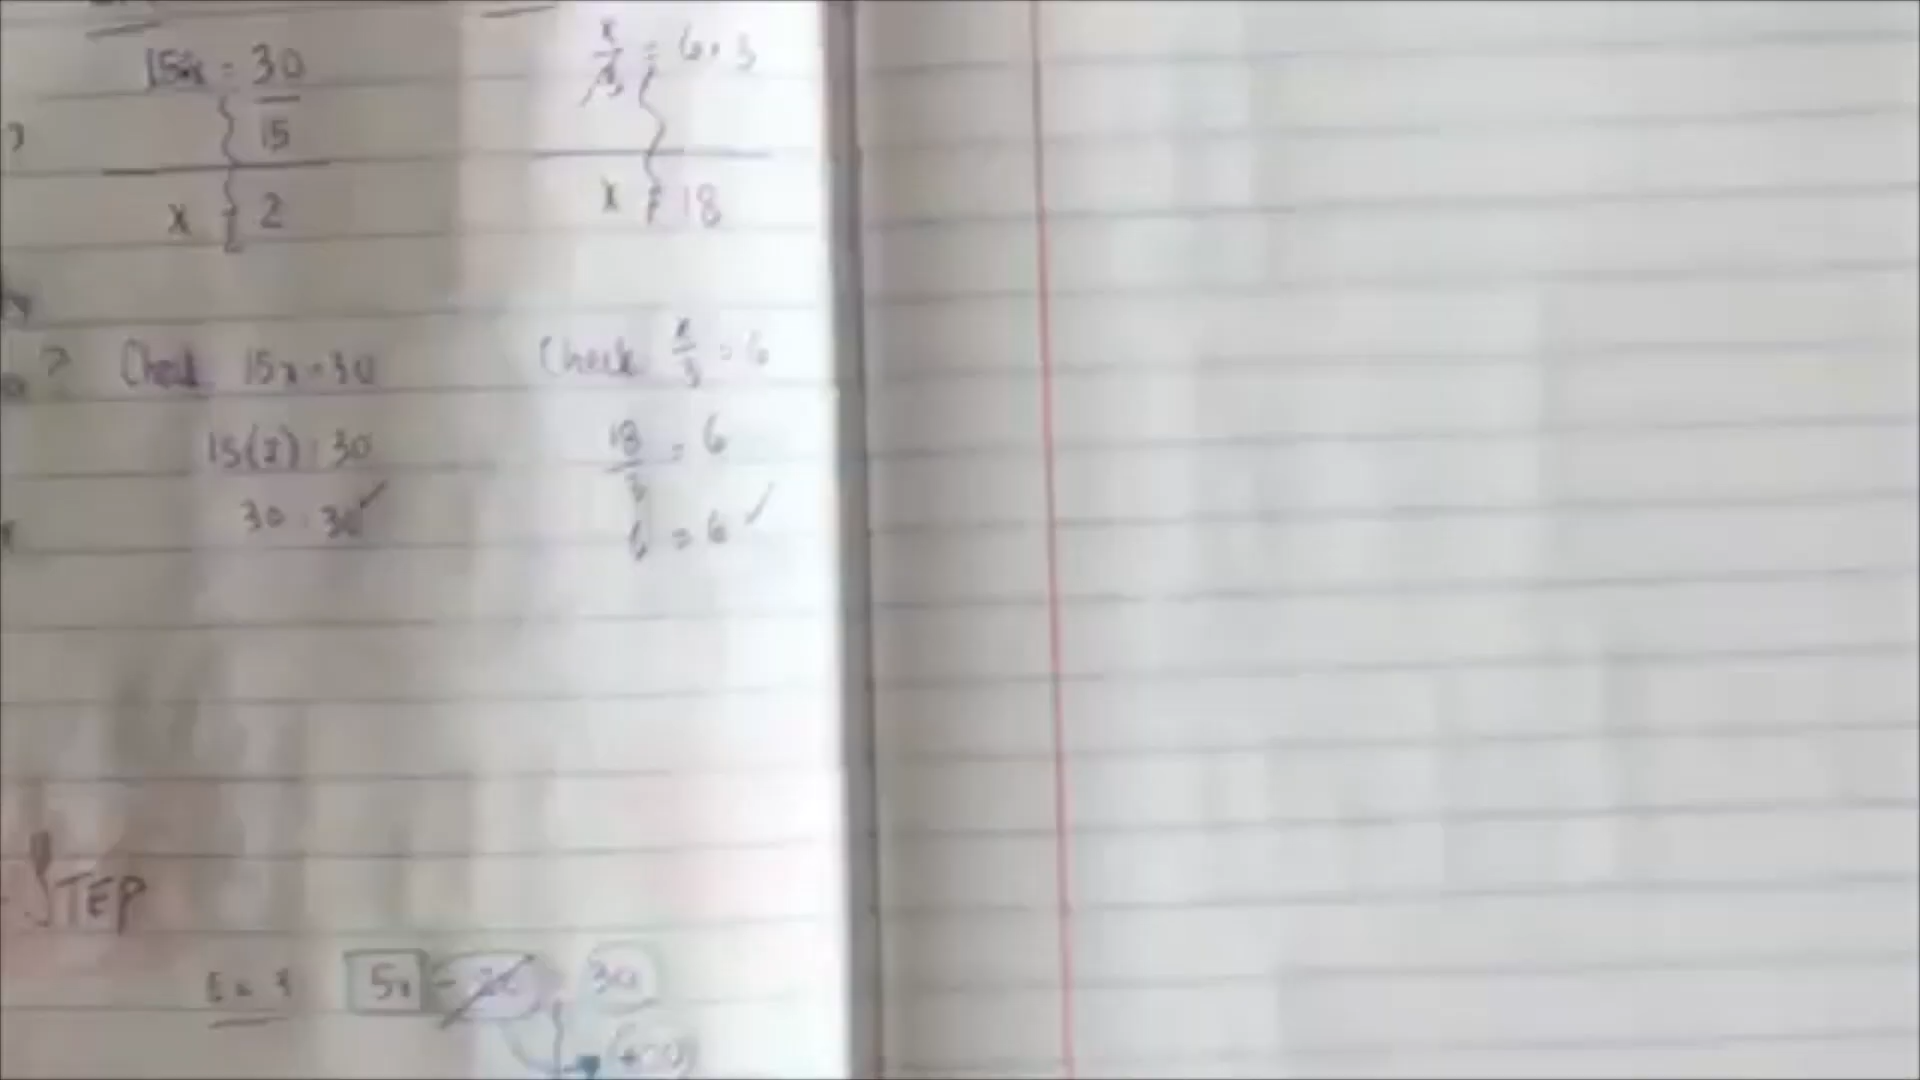 15x = 30
15
x = 2
x/3 = 6 · 3
x = 18
Check 15x = 30
15(2) = 30
30 = 30 ✓
Check x/3 = 6
18/3 = 6
6 = 6 ✓
STEP
5x - 30